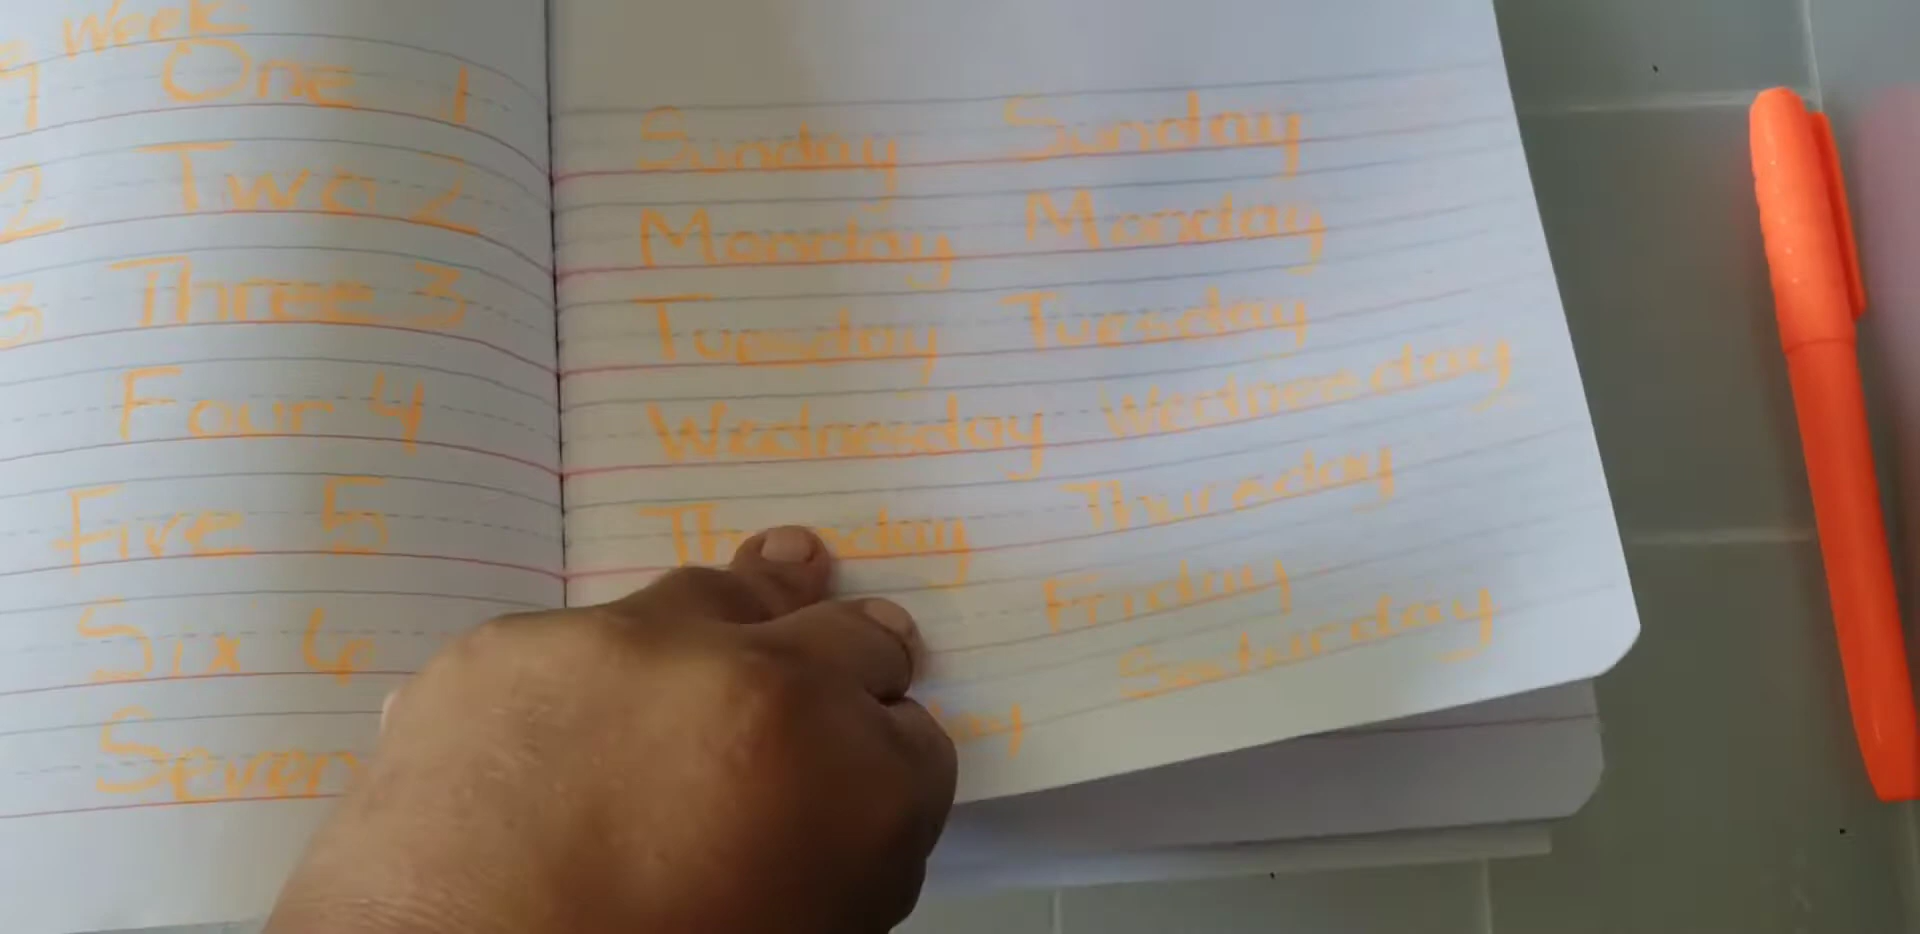 Week
1 One 1
2 Two 2
3 Three 3
Four 4
Five 5
Six 6
Seven
Sunday Sunday
Monday Monday
Tuesday Tuesday
Wednesday Wednesday
Thursday
Friday
Saturday